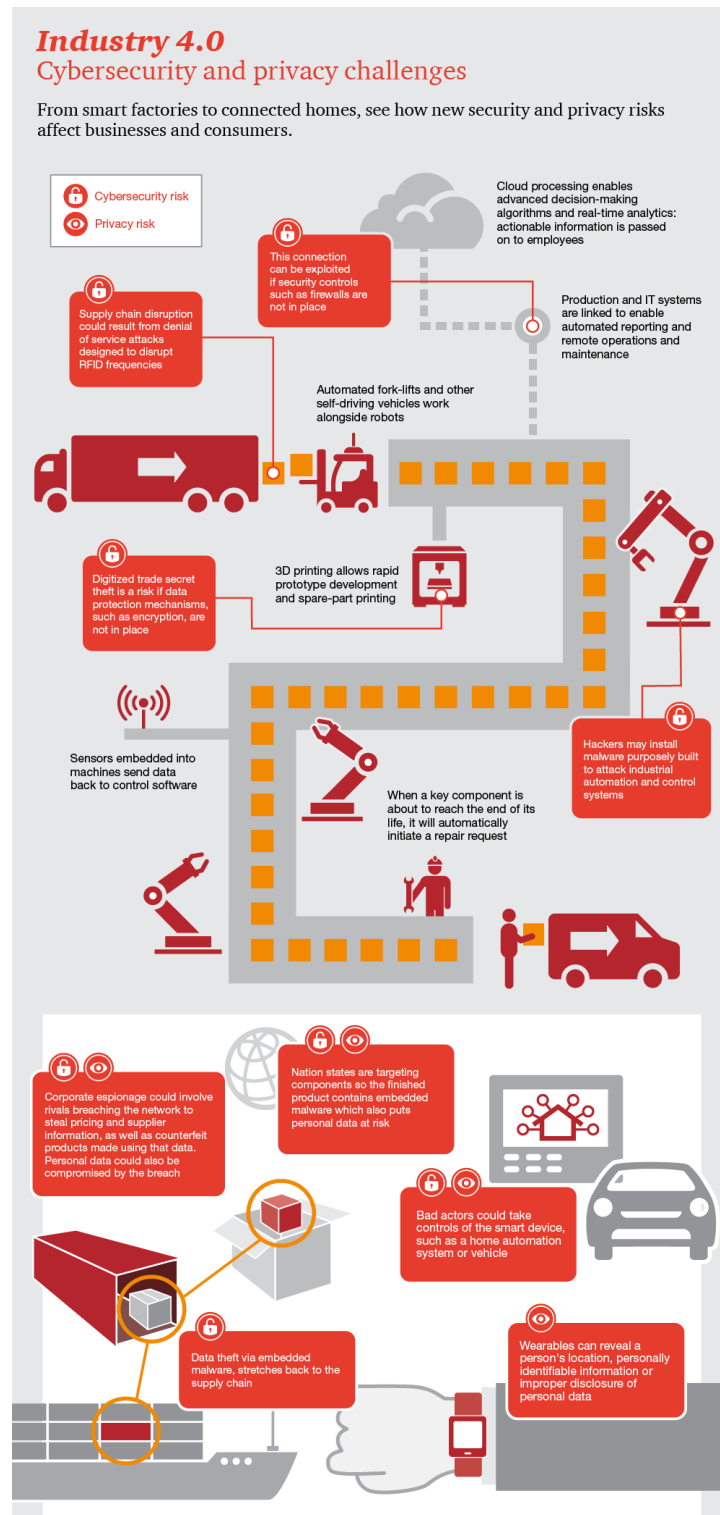 Industry 4.0
Cybersecurity and privacy challenges
From smart factories to connected homes, see how new security and privacy risks
affect businesses and consumers.
Cybersecurity risk
Privacy risk
Cloud processing enables
advanced decision-making
algorithms and real-time analytics:
actionable information is passed
on to employees
This connection
can be exploited
if security controls
such as firewalls are
not in place
Supply chain disruption
could result from denial
of service attacks
designed to disrupt
RFID frequencies
Production and IT systems
are linked to enable
automated reporting and
remote operations and
maintenance
Automated fork-lifts and other
self-driving vehicles work
alongside robots
Digitized trade secret
theft is a risk if data
protection mechanisms,
such as encryption, are
not in place
3D printing allows rapid
prototype development
and spare-part printing
Sensors embedded into
machines send data
back to control software
Hackers may install
malware purposely built
to attack industrial
automation and control
systems
When a key component is
about to reach the end of its
life, it will automatically
initiate a repair request
Corporate espionage could involve
rivals breaching the network to
steal pricing and supplier
information, as well as counterfeit
products made using that data.
Personal data could also be
compromised by the breach
Nation states are targeting
components so the finished
product contains embedded
malware which also puts
personal data at risk
Bad actors could take
controls of the smart device,
such as a home automation
system or vehicle
Data theft via embedded
malware, stretches back to the
supply chain
Wearables can reveal a
person's location, personally
identifiable information or
improper disclosure of
personal data